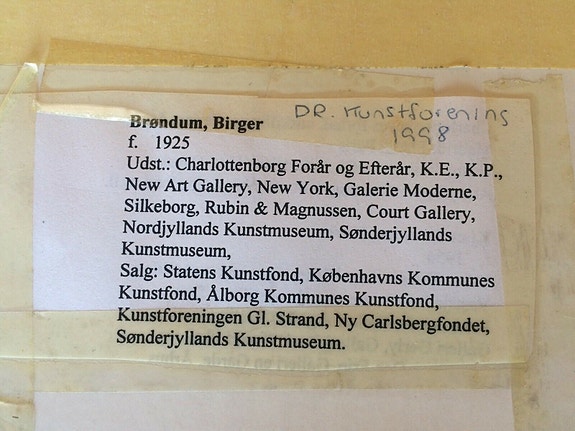 DR. Kunstforening
1998
Brøndum, Birger
f. 1925
Udst.: Charlottenborg Forår og Efterår, K.E., K.P.,
New Art Gallery, New York, Galerie Moderne,
Silkeborg, Rubin & Magnussen, Court Gallery,
Nordjyllands Kunstmuseum, Sønderjyllands
Kunstmuseum,
Salg: Statens Kunstfond, Københavns Kommunes
Kunstfond, Ålborg Kommunes Kunstfond,
Kunstforeningen Gl. Strand, Ny Carlsbergfondet,
Sønderjyllands Kunstmuseum.